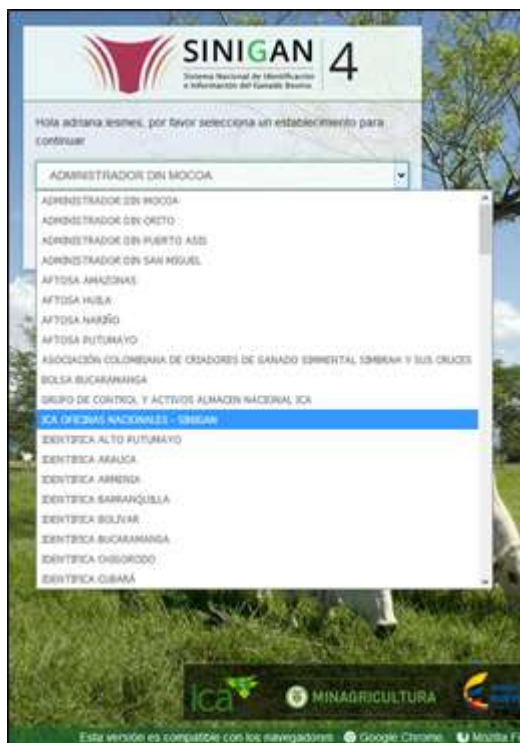 SINIGAN 4
Sistema Nacional de Identificación
e Información del Ganado Bovino
Hola adriana lesmes, por favor selecciona un establecimiento para
continuar
ADMINISTRADOR DIN MOCOA
ADMINISTRADOR DIN MOCOA
ADMINISTRADOR DIN ORITO
ADMINISTRADOR DIN PUERTO ASIS
ADMINISTRADOR DIN SAN MIGUEL
AFTOSA AMAZONAS
AFTOSA HUILA
AFTOSA NARIÑO
AFTOSA PUTUMAYO
ASOCIACIÓN COLOMBIANA DE CRIADORES DE GANADO SIMMENTAL SIMBRAH Y SUS CRUCES
BOLSA BUCARAMANGA
GRUPO DE CONTROL Y ACTIVOS ALMACEN NACIONAL ICA
ICA OFICINAS NACIONALES - SINIGAN
IDENTIFICA ALTO PUTUMAYO
IDENTIFICA ARAUCA
IDENTIFICA ARMENIA
IDENTIFICA BARRANQUILLA
IDENTIFICA BOLIVAR
IDENTIFICA BUCARAMANGA
IDENTIFICA CHIGORODO
IDENTIFICA CUBARÁ
ica MINAGRICULTURA
Esta versión es compatible con los navegadores Google Chrome, Mozilla